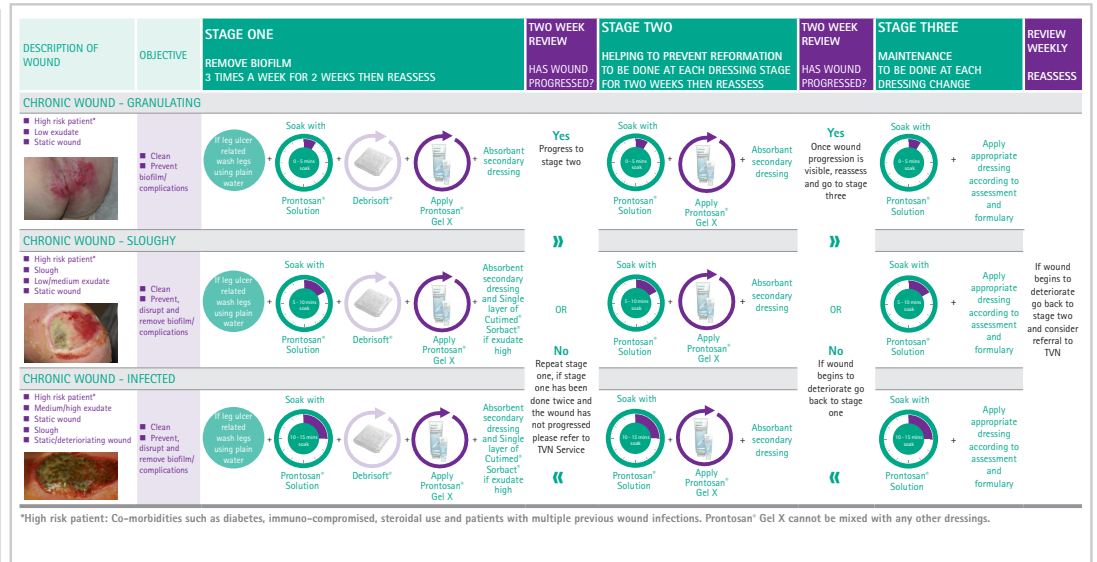 DESCRIPTION OF
WOUND
OBJECTIVE
STAGE ONE
REMOVE BIOFILM
3 TIMES A WEEK FOR 2 WEEKS THEN REASSESS
TWO WEEK
REVIEW
HAS WOUND
PROGRESSED?
STAGE TWO
HELPING TO PREVENT REFORMATION
TO BE DONE AT EACH DRESSING STAGE
FOR TWO WEEKS THEN REASSESS
TWO WEEK
REVIEW
HAS WOUND
PROGRESSED?
STAGE THREE
MAINTENANCE
TO BE DONE AT EACH
DRESSING CHANGE
REVIEW
WEEKLY
REASSESS
CHRONIC WOUND - GRANULATING
■ High risk patient*
■ Low exudate
■ Static wound
■ Clean
■ Prevent
biofilm/
complications
If leg ulcer
related
wash legs
using plain
water
+
Soak with
0 - 5 mins
soak
Prontosan®
Solution
+
Debrisoft®
+
Apply
Prontosan®
Gel X
+
Absorbant
secondary
dressing
Yes
Progress to
stage two
Soak with
0 - 5 mins
soak
Prontosan®
Solution
+
Apply
Prontosan®
Gel X
+
Absorbant
secondary
dressing
Yes
Once wound
progression is
visible, reassess
and go to stage
three
Soak with
0 - 5 mins
soak
Prontosan®
Solution
+
Apply
appropriate
dressing
according to
assessment
and
formulary
CHRONIC WOUND - SLOUGHY
»
»
■ High risk patient*
■ Slough
■ Low/medium exudate
■ Static wound
■ Clean
■ Prevent,
disrupt and
remove biofilm/
complications
If leg ulcer
related
wash legs
using plain
water
+
Soak with
5 - 10 mins
soak
Prontosan®
Solution
+
Debrisoft®
+
Apply
Prontosan®
Gel X
+
Absorbent
secondary
dressing
and Single
layer of
Cutimed®
Sorbact®
if exudate
high
OR
Soak with
5 - 10 mins
soak
Prontosan®
Solution
+
Apply
Prontosan®
Gel X
+
Absorbant
secondary
dressing
OR
Soak with
5 - 10 mins
soak
Prontosan®
Solution
+
Apply
appropriate
dressing
according to
assessment
and
formulary
If wound
begins to
deteriorate
go back to
stage two
and consider
referral to
TVN
CHRONIC WOUND - INFECTED
■ High risk patient*
■ Medium/high exudate
■ Static wound
■ Slough
■ Static/deteriorating wound
■ Clean
■ Prevent,
disrupt and
remove biofilm/
complications
If leg ulcer
related
wash legs
using plain
water
+
Soak with
10 - 15 mins
soak
Prontosan®
Solution
+
Debrisoft®
+
Apply
Prontosan®
Gel X
+
Absorbent
secondary
dressing
and Single
layer of
Cutimed®
Sorbact®
if exudate
high
No
Repeat stage
one, if stage
one has been
done twice and
the wound has
not progressed
please refer to
TVN Service
«
Soak with
10 - 15 mins
soak
Prontosan®
Solution
+
Apply
Prontosan®
Gel X
+
Absorbant
secondary
dressing
No
If wound
begins to
deteriorate go
back to stage
one
«
Soak with
10 - 15 mins
soak
Prontosan®
Solution
+
Apply
appropriate
dressing
according to
assessment
and
formulary
*High risk patient: Co-morbidities such as diabetes, immuno-compromised, steroidal use and patients with multiple previous wound infections. Prontosan® Gel X cannot be mixed with any other dressings.